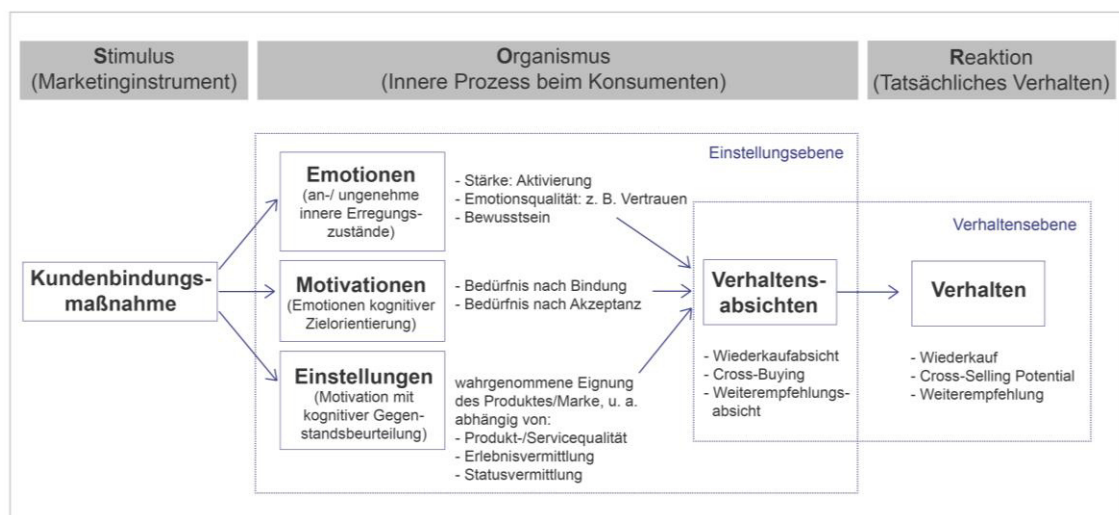 Stimulus
(Marketinginstrument)
Organismus
(Innere Prozess beim Konsumenten)
Reaktion
(Tatsächliches Verhalten)
Einstellungsebene
Verhaltensebene
Kundenbindungs-
maßnahme
Emotionen
(an-/ ungenehme
innere Erregungs-
zustände)
- Stärke: Aktivierung
- Emotionsqualität: z. B. Vertrauen
- Bewusstsein
Motivationen
(Emotionen kognitiver
Zielorientierung)
- Bedürfnis nach Bindung
- Bedürfnis nach Akzeptanz
Einstellungen
(Motivation mit
kognitiver Gegen-
standsbeurteilung)
wahrgenommene Eignung
des Produktes/Marke, u. a.
abhängig von:
- Produkt-/Servicequalität
- Erlebnisvermittlung
- Statusvermittlung
Verhaltens-
absichten
- Wiederkaufabsicht
- Cross-Buying
- Weiterempfehlungs-
absicht
Verhalten
- Wiederkauf
- Cross-Selling Potential
- Weiterempfehlung